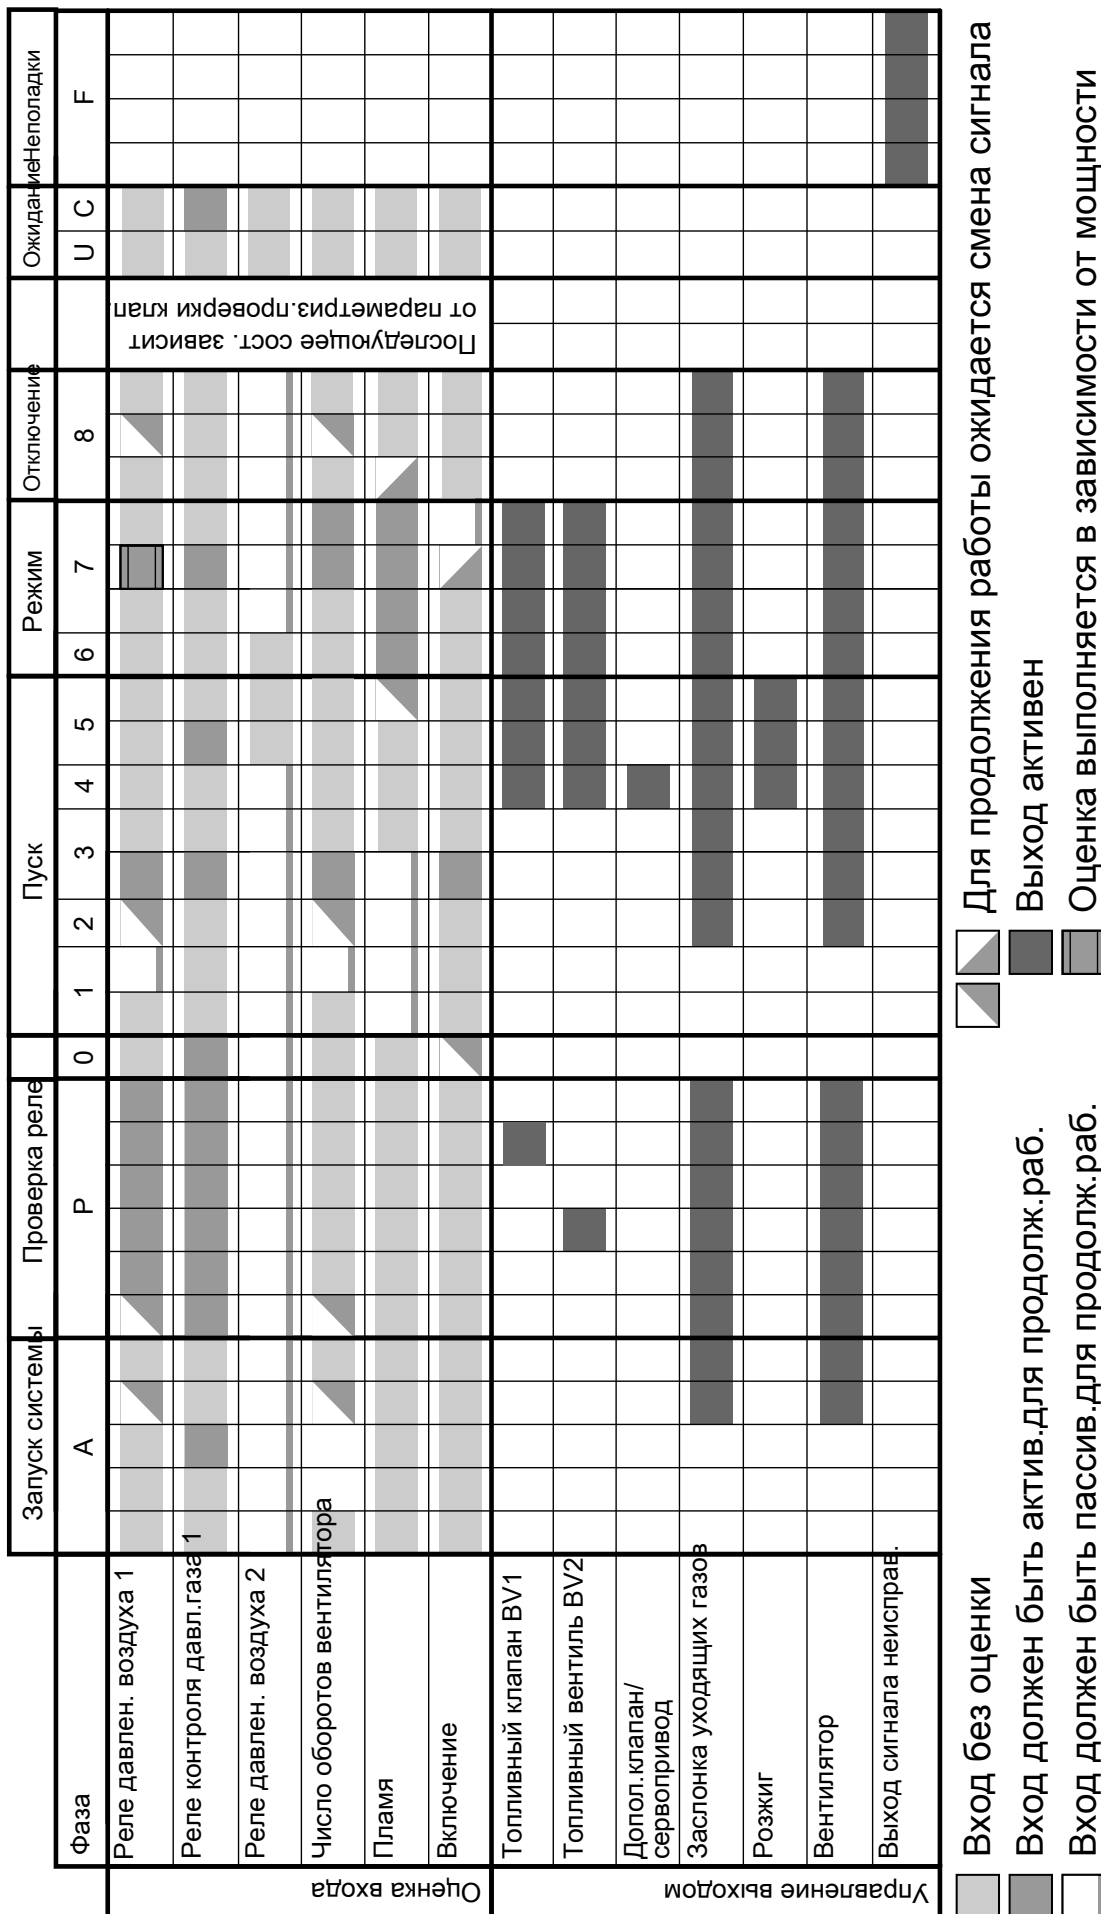 Запуск системы
Проверка реле
Пуск
Режим
Отключение
Ожидание
Неполадки
Фаза
A
P
0
1
2
3
4
5
6
7
8
U
C
F
Оценка входа
Реле давлен. воздуха 1
Реле контроля давл.газа 1
Реле давлен. воздуха 2
Число оборотов вентилятора
Пламя
Включение
Последующее сост. зависит
от параметриз.проверки клап.
Управление выходом
Топливный клапан BV1
Топливный вентиль BV2
Допол.клапан/
сервопривод
Заслонка уходящих газов
Розжиг
Вентилятор
Выход сигнала неисправ.
Вход без оценки
Вход должен быть актив.для продолж.раб.
Вход должен быть пассив.для продолж.раб.
Для продолжения работы ожидается смена сигнала
Выход активен
Оценка выполняется в зависимости от мощности